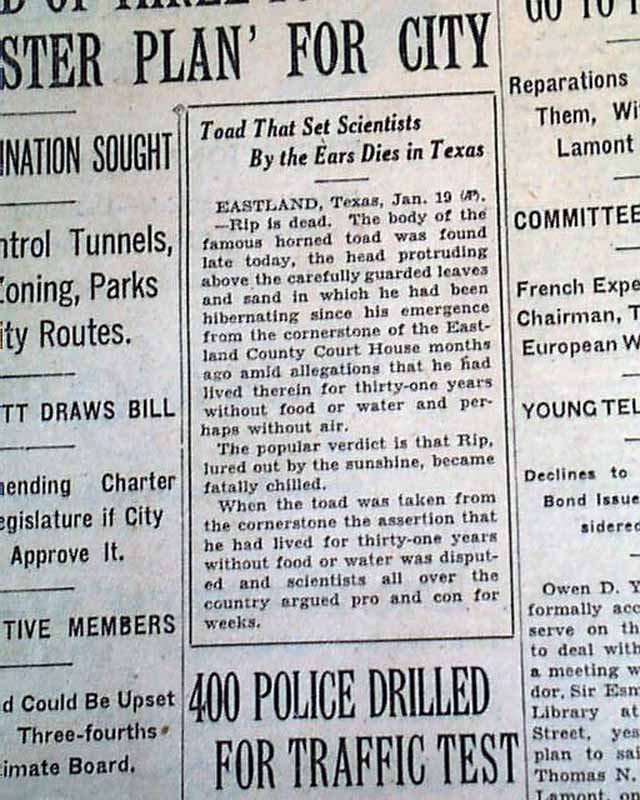 STER PLAN' FOR CITY
INATION SOUGHT
ntrol Tunnels,
Zoning, Parks
ity Routes.
TT DRAWS BILL
ending Charter
egislature if City
Approve It.
TIVE MEMBERS
d Could Be Upset
Three-fourths
imate Board.
Toad That Set Scientists
By the Ears Dies in Texas
EASTLAND, Texas, Jan. 19 (AP).
—Rip is dead. The body of the
famous horned toad was found
late today, the head protruding
above the carefully guarded leaves
and sand in which he had been
hibernating since his emergence
from the cornerstone of the East-
land County Court House months
ago amid allegations that he had
lived therein for thirty-one years
without food or water and per-
haps without air.
The popular verdict is that Rip,
lured out by the sunshine, became
fatally chilled.
When the toad was taken from
the cornerstone the assertion that
he had lived for thirty-one years
without food or water was disput-
ed and scientists all over the
country argued pro and con for
weeks.
400 POLICE DRILLED
FOR TRAFFIC TEST
GO TO
Reparations
Them, Wi
Lamont
COMMITTEE
French Expe
Chairman, T
European W
YOUNG TEL
Declines to
Bond Issue
sidered
Owen D. Y
formally acc
serve on th
to deal with
a meeting w
dor, Sir Esm
Library at
Street, yes
plan to sai
Thomas N.
Lamont, on